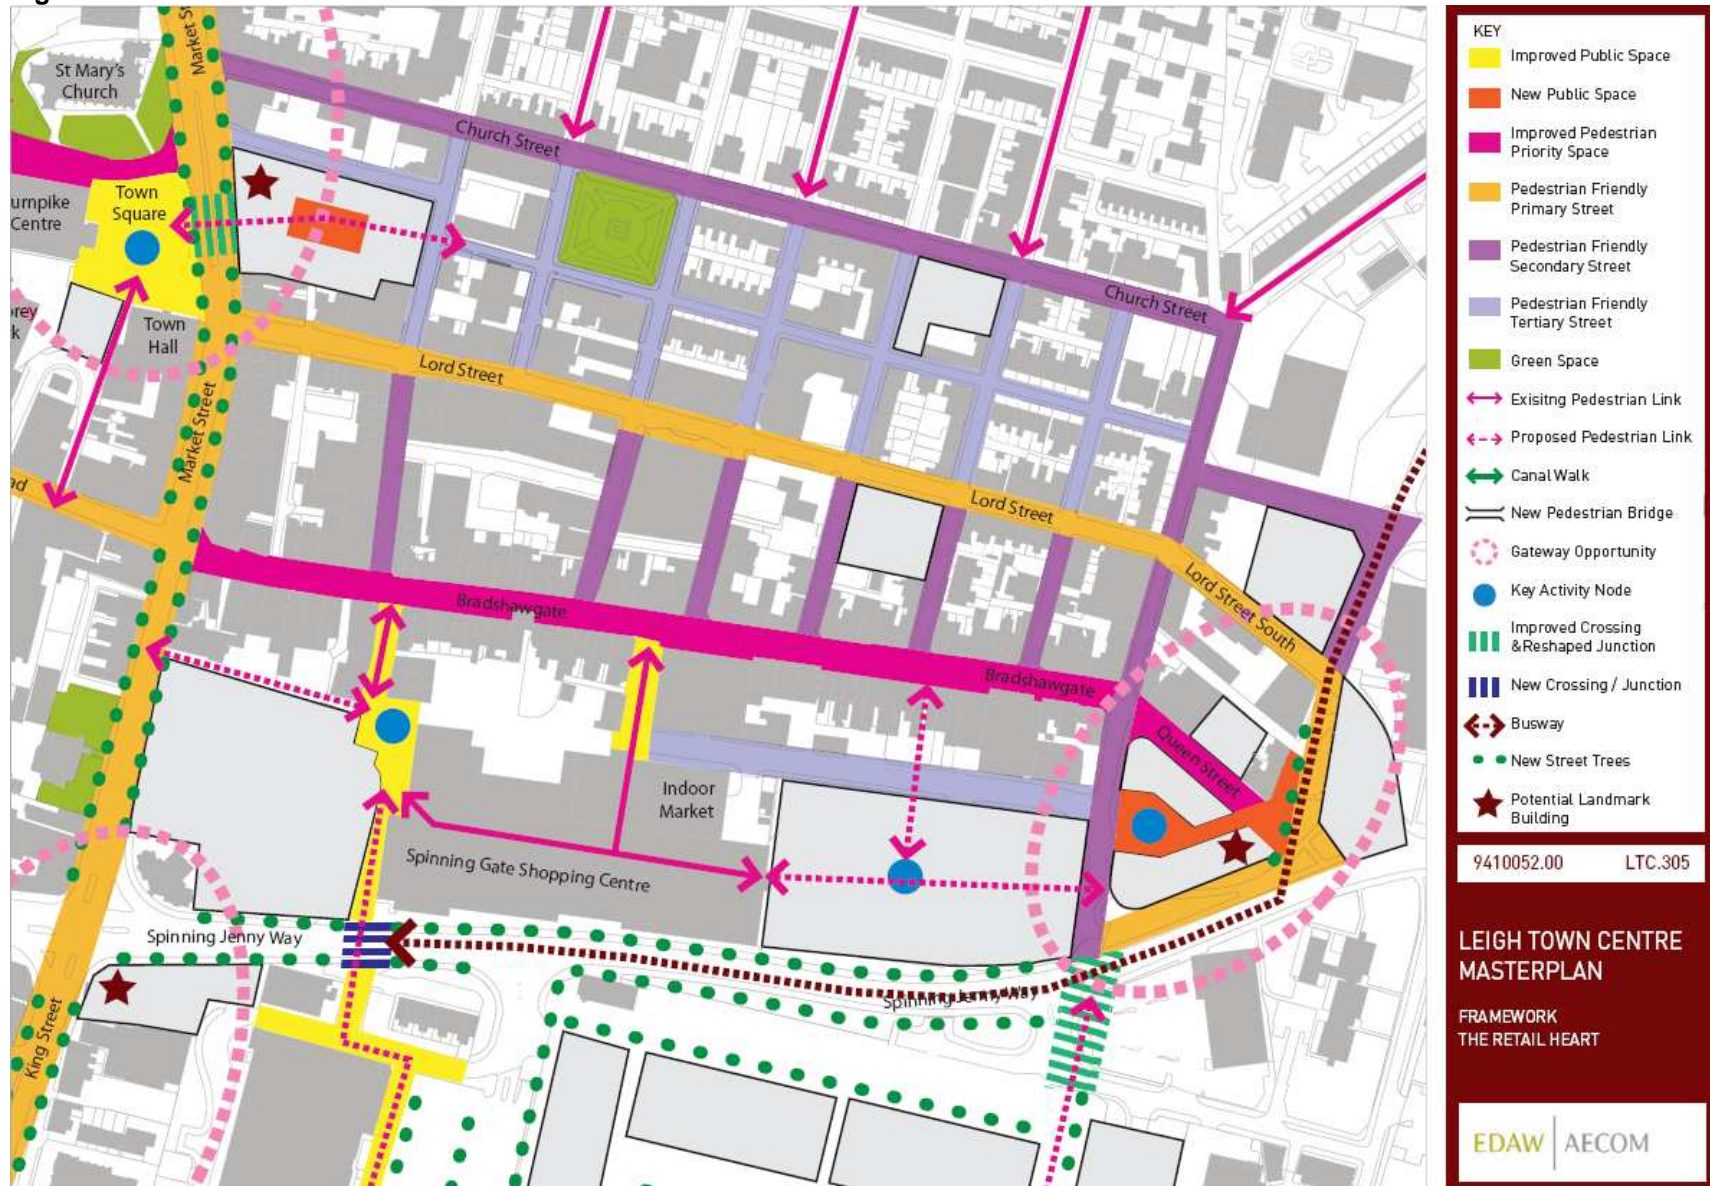 Market St
St Mary's
Church
Church Street
urnpike
Centre
Town
Square
Church Street
orey
k
Town
Hall
Lord Street
Market Street
ad
Lord Street
Lord Street South
Bradshawgate
Bradshawgate
Queen Street
Indoor
Market
Spinning Gate Shopping Centre
Spinning Jenny Way
Spinning Jenny Way
King Street
KEY
Improved Public Space
New Public Space
Improved Pedestrian
Priority Space
Pedestrian Friendly
Primary Street
Pedestrian Friendly
Secondary Street
Pedestrian Friendly
Tertiary Street
Green Space
Exisitng Pedestrian Link
Proposed Pedestrian Link
Canal Walk
New Pedestrian Bridge
Gateway Opportunity
Key Activity Node
Improved Crossing
&Reshaped Junction
New Crossing / Junction
Busway
New Street Trees
Potential Landmark
Building
9410052.00 LTC.305
LEIGH TOWN CENTRE
MASTERPLAN
FRAMEWORK
THE RETAIL HEART
EDAW AECOM